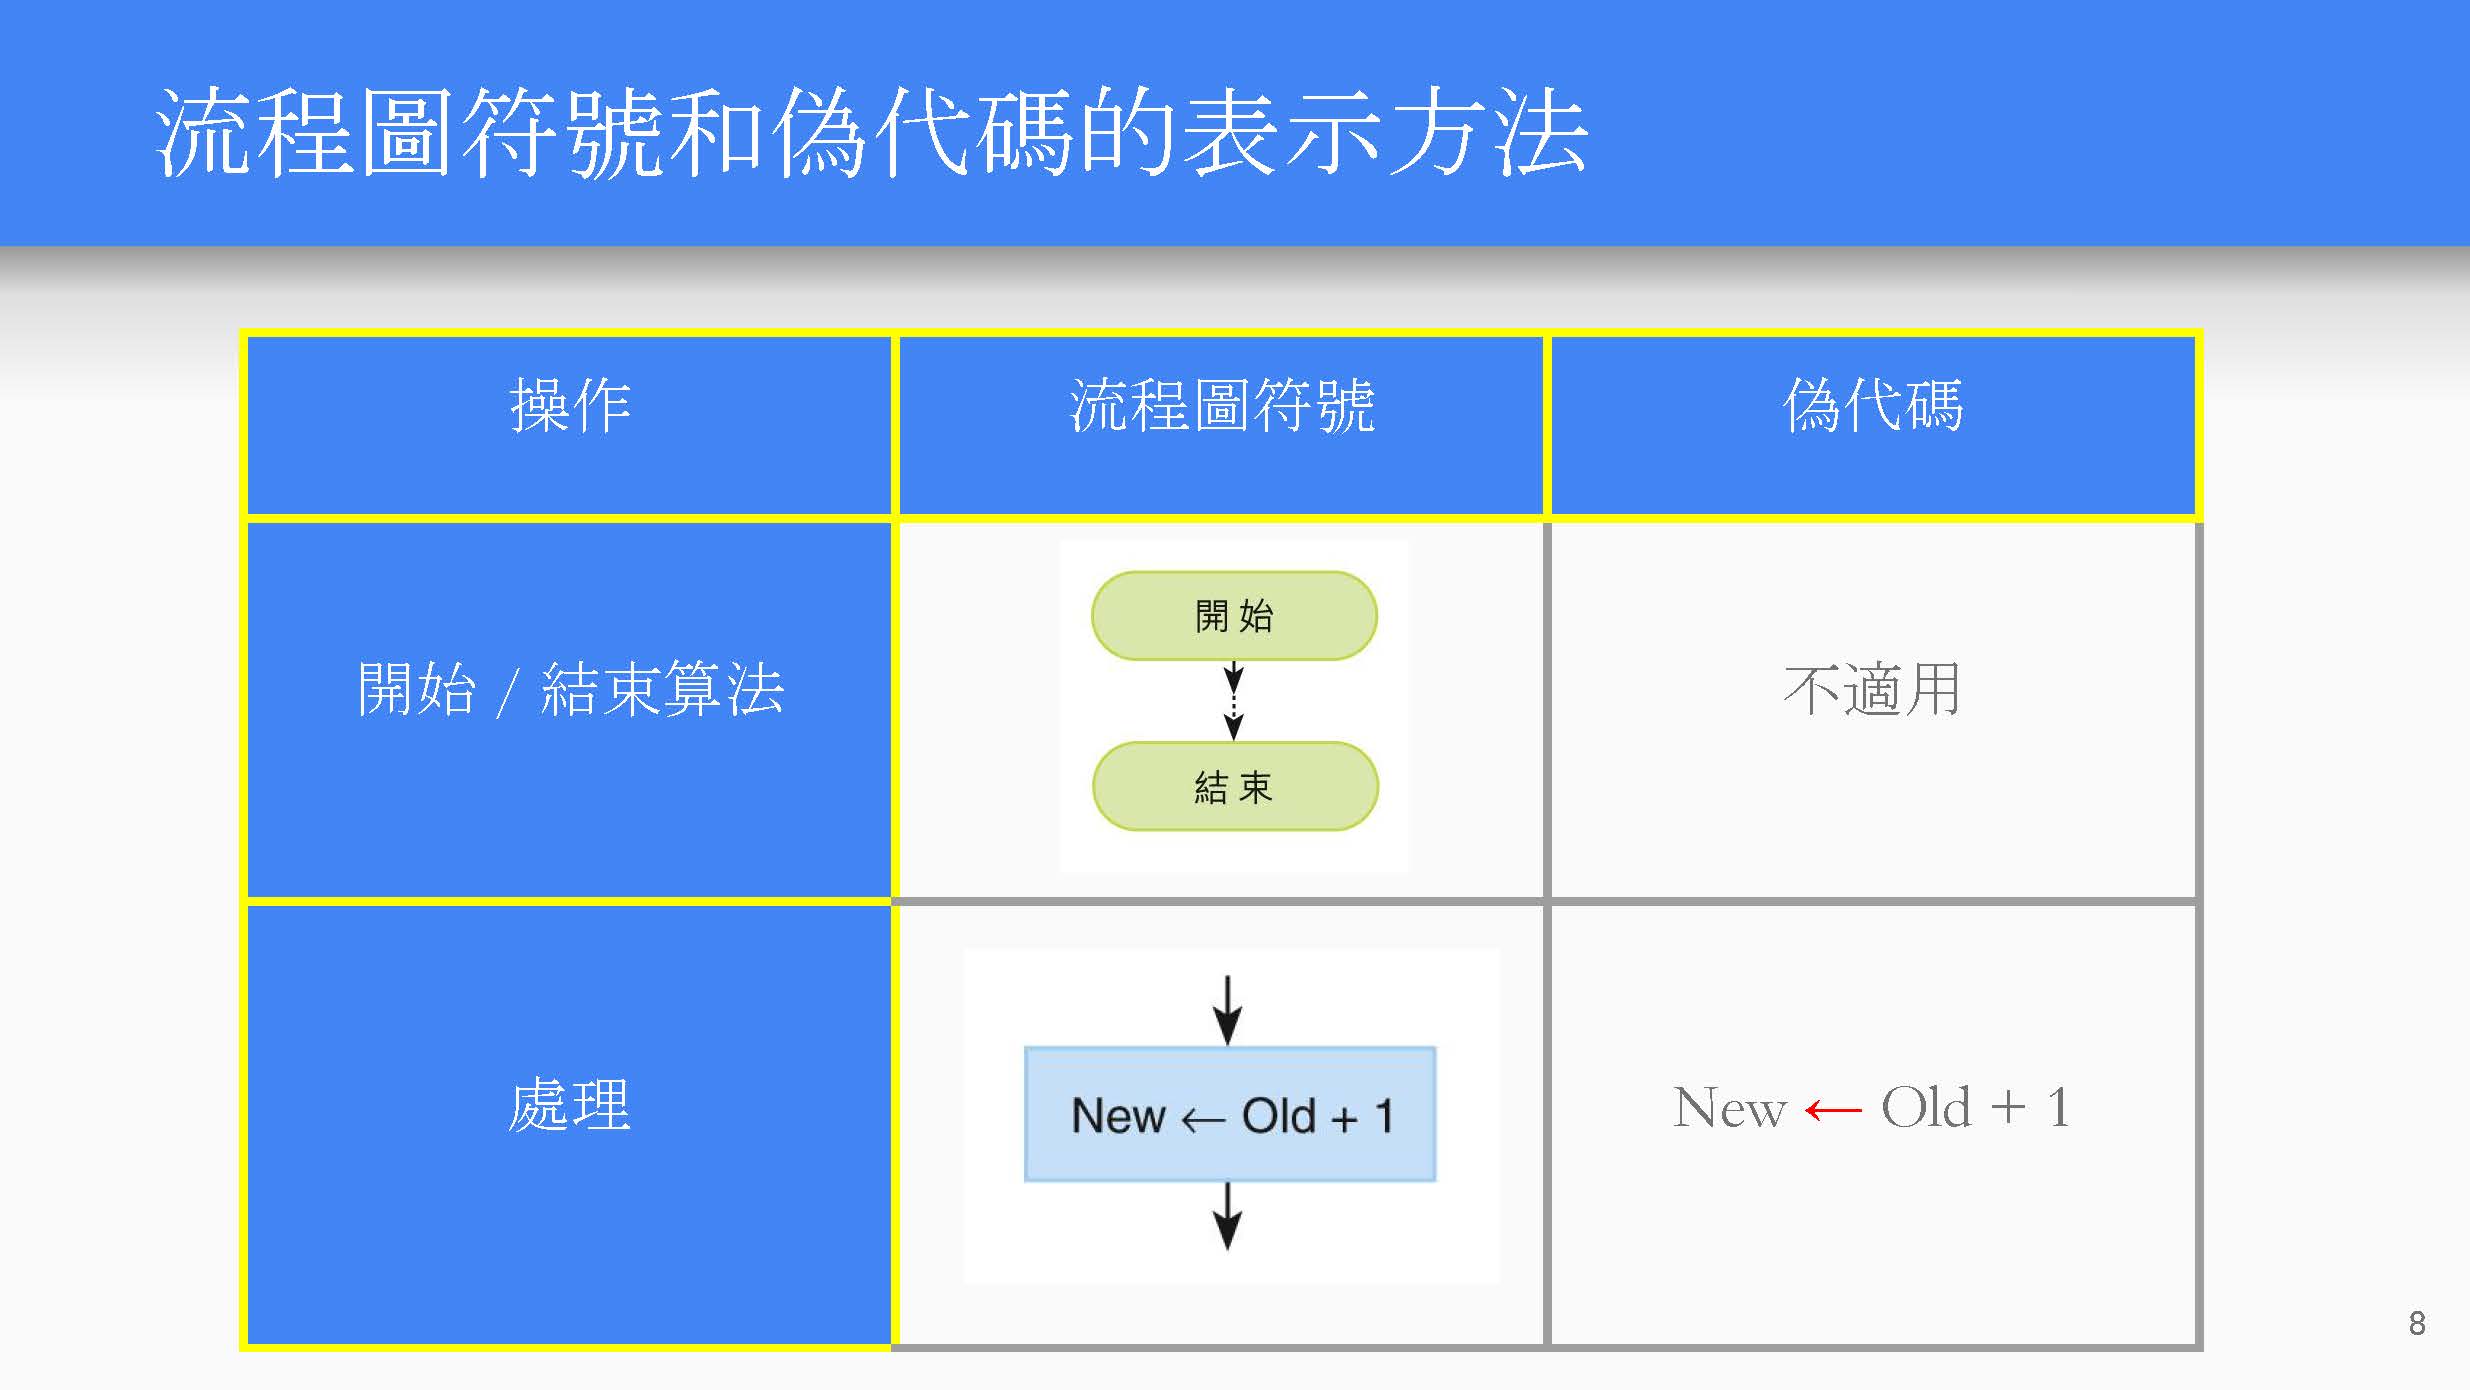 流程圖符號和偽代碼的表示方法
操作
流程圖符號
偽代碼
開始 / 結束算法
開始
結束
不適用
處理
New ← Old + 1
New ← Old + 1
8